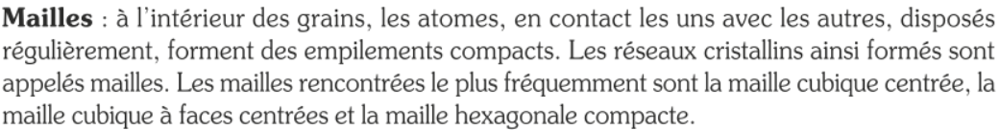 Mailles : à l'intérieur des grains, les atomes, en contact les uns avec les autres, disposés
régulièrement, forment des empilements compacts. Les réseaux cristallins ainsi formés sont
appelés mailles. Les mailles rencontrées le plus fréquemment sont la maille cubique centrée, la
maille cubique à faces centrées et la maille hexagonale compacte.